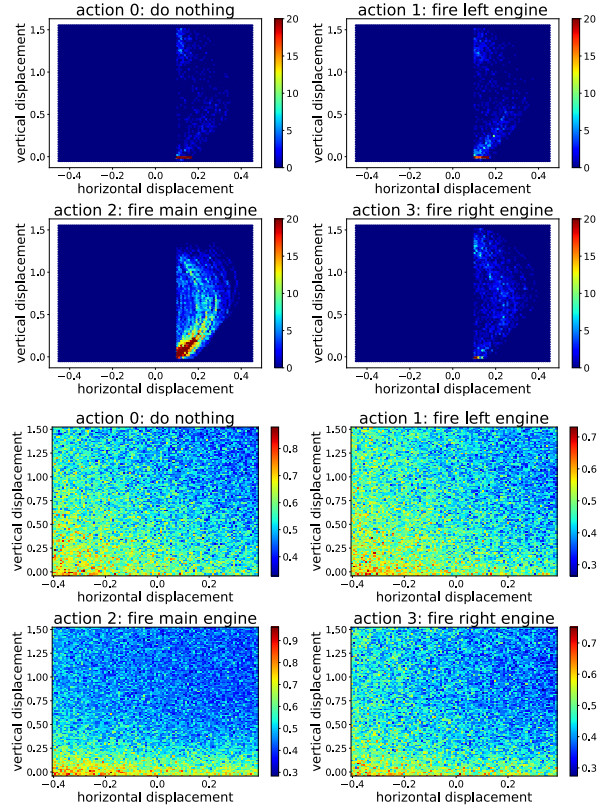 action 0: do nothing
action 1: fire left engine
vertical displacement
1.5
1.0
0.5
0.0
−0.4 −0.2 0.0 0.2 0.4
horizontal displacement
20
15
10
5
0
vertical displacement
1.5
1.0
0.5
0.0
−0.4 −0.2 0.0 0.2 0.4
horizontal displacement
20
15
10
5
0
action 2: fire main engine
action 3: fire right engine
vertical displacement
1.5
1.0
0.5
0.0
−0.4 −0.2 0.0 0.2 0.4
horizontal displacement
20
15
10
5
0
vertical displacement
1.5
1.0
0.5
0.0
−0.4 −0.2 0.0 0.2 0.4
horizontal displacement
20
15
10
5
0
action 0: do nothing
action 1: fire left engine
vertical displacement
1.50
1.25
1.00
0.75
0.50
0.25
0.00
−0.4 −0.2 0.0 0.2
horizontal displacement
0.8
0.7
0.6
0.5
0.4
vertical displacement
1.50
1.25
1.00
0.75
0.50
0.25
0.00
−0.4 −0.2 0.0 0.2
horizontal displacement
0.7
0.6
0.5
0.4
0.3
action 2: fire main engine
action 3: fire right engine
vertical displacement
1.50
1.25
1.00
0.75
0.50
0.25
0.00
−0.4 −0.2 0.0 0.2
horizontal displacement
0.9
0.8
0.7
0.6
0.5
0.4
0.3
vertical displacement
1.50
1.25
1.00
0.75
0.50
0.25
0.00
−0.4 −0.2 0.0 0.2
horizontal displacement
0.7
0.6
0.5
0.4
0.3